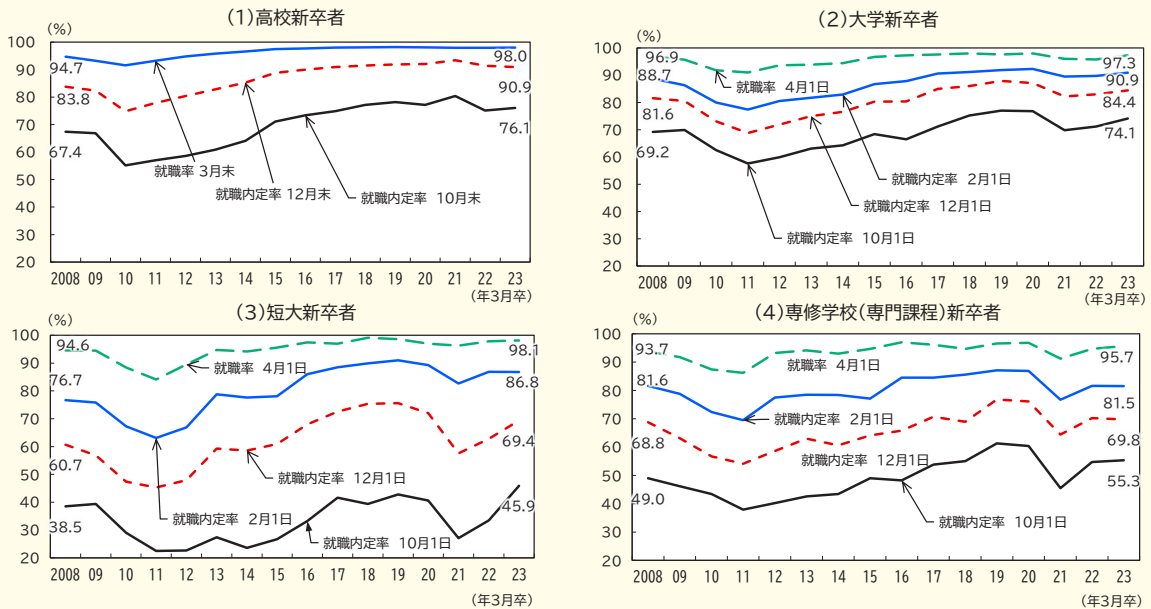 (1)高校新卒者
(%)
100
90
80
70
60
50
40
30
20
94.7
83.8
67.4
98.0
90.9
76.1
就職率 3月末
就職内定率 12月末
就職内定率 10月末
2008 09 10 11 12 13 14 15 16 17 18 19 20 21 22 23
(年3月卒)
(2)大学新卒者
(%)
100
90
80
70
60
50
40
30
20
96.9
88.7
81.6
69.2
97.3
90.9
84.4
74.1
就職率 4月1日
就職内定率 2月1日
就職内定率 12月1日
就職内定率 10月1日
2008 09 10 11 12 13 14 15 16 17 18 19 20 21 22 23
(年3月卒)
(3)短大新卒者
(%)
100
90
80
70
60
50
40
30
20
94.6
76.7
60.7
38.5
98.1
86.8
69.4
45.9
就職率 4月1日
就職内定率 12月1日
就職内定率 2月1日
就職内定率 10月1日
2008 09 10 11 12 13 14 15 16 17 18 19 20 21 22 23
(年3月卒)
(4)専修学校(専門課程)新卒者
(%)
100
90
80
70
60
50
40
30
20
93.7
81.6
68.8
49.0
95.7
81.5
69.8
55.3
就職率 4月1日
就職内定率 2月1日
就職内定率 12月1日
就職内定率 10月1日
2008 09 10 11 12 13 14 15 16 17 18 19 20 21 22 23
(年3月卒)